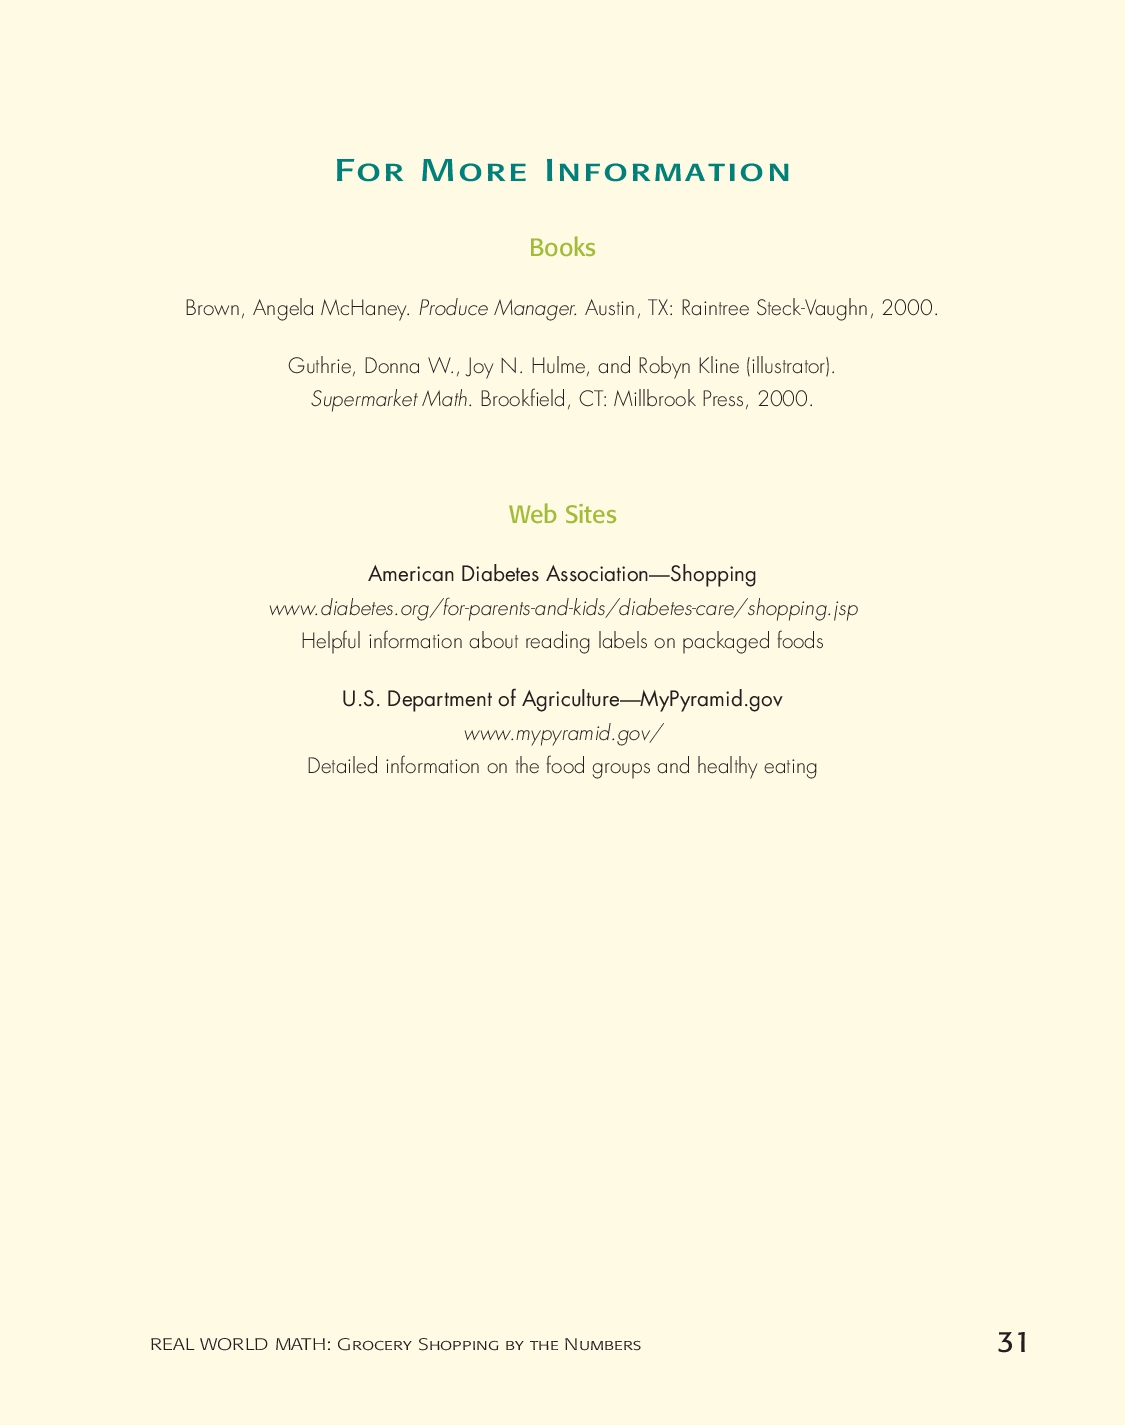 For More Information
Books
Brown, Angela McHaney. Produce Manager. Austin, TX: Raintree Steck-Vaughn, 2000.
Guthrie, Donna W., Joy N. Hulme, and Robyn Kline (illustrator).
Supermarket Math. Brookfield, CT: Millbrook Press, 2000.
Web Sites
American Diabetes Association—Shopping
www.diabetes.org/for-parents-and-kids/diabetes-care/shopping.jsp
Helpful information about reading labels on packaged foods
U.S. Department of Agriculture—MyPyramid.gov
www.mypyramid.gov/
Detailed information on the food groups and healthy eating
REAL WORLD MATH: Grocery Shopping by the Numbers 31